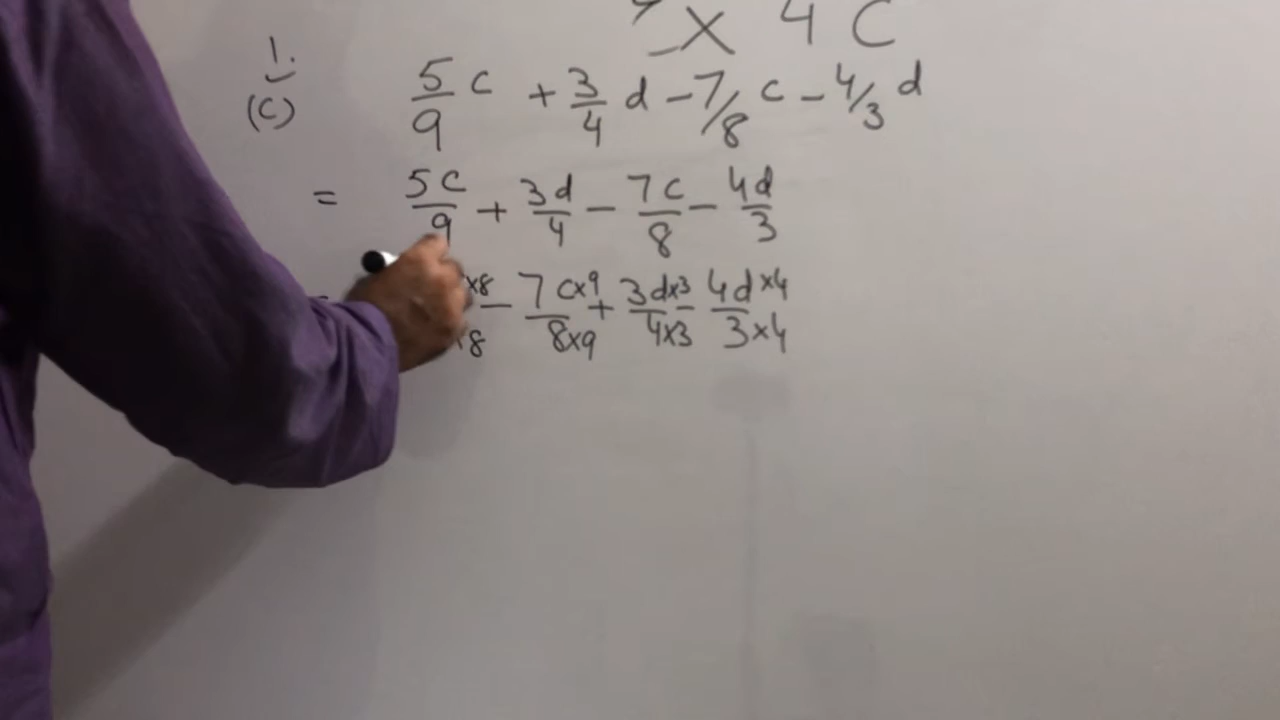 X 4 C
1.
(C) 5/9 c + 3/4 d - 7/8 c - 4/3 d
= 5c/9 + 3d/4 - 7c/8 - 4d/3
×8/×8 - 7c×9/8×9 + 3d×3/4×3 - 4d×4/3×4